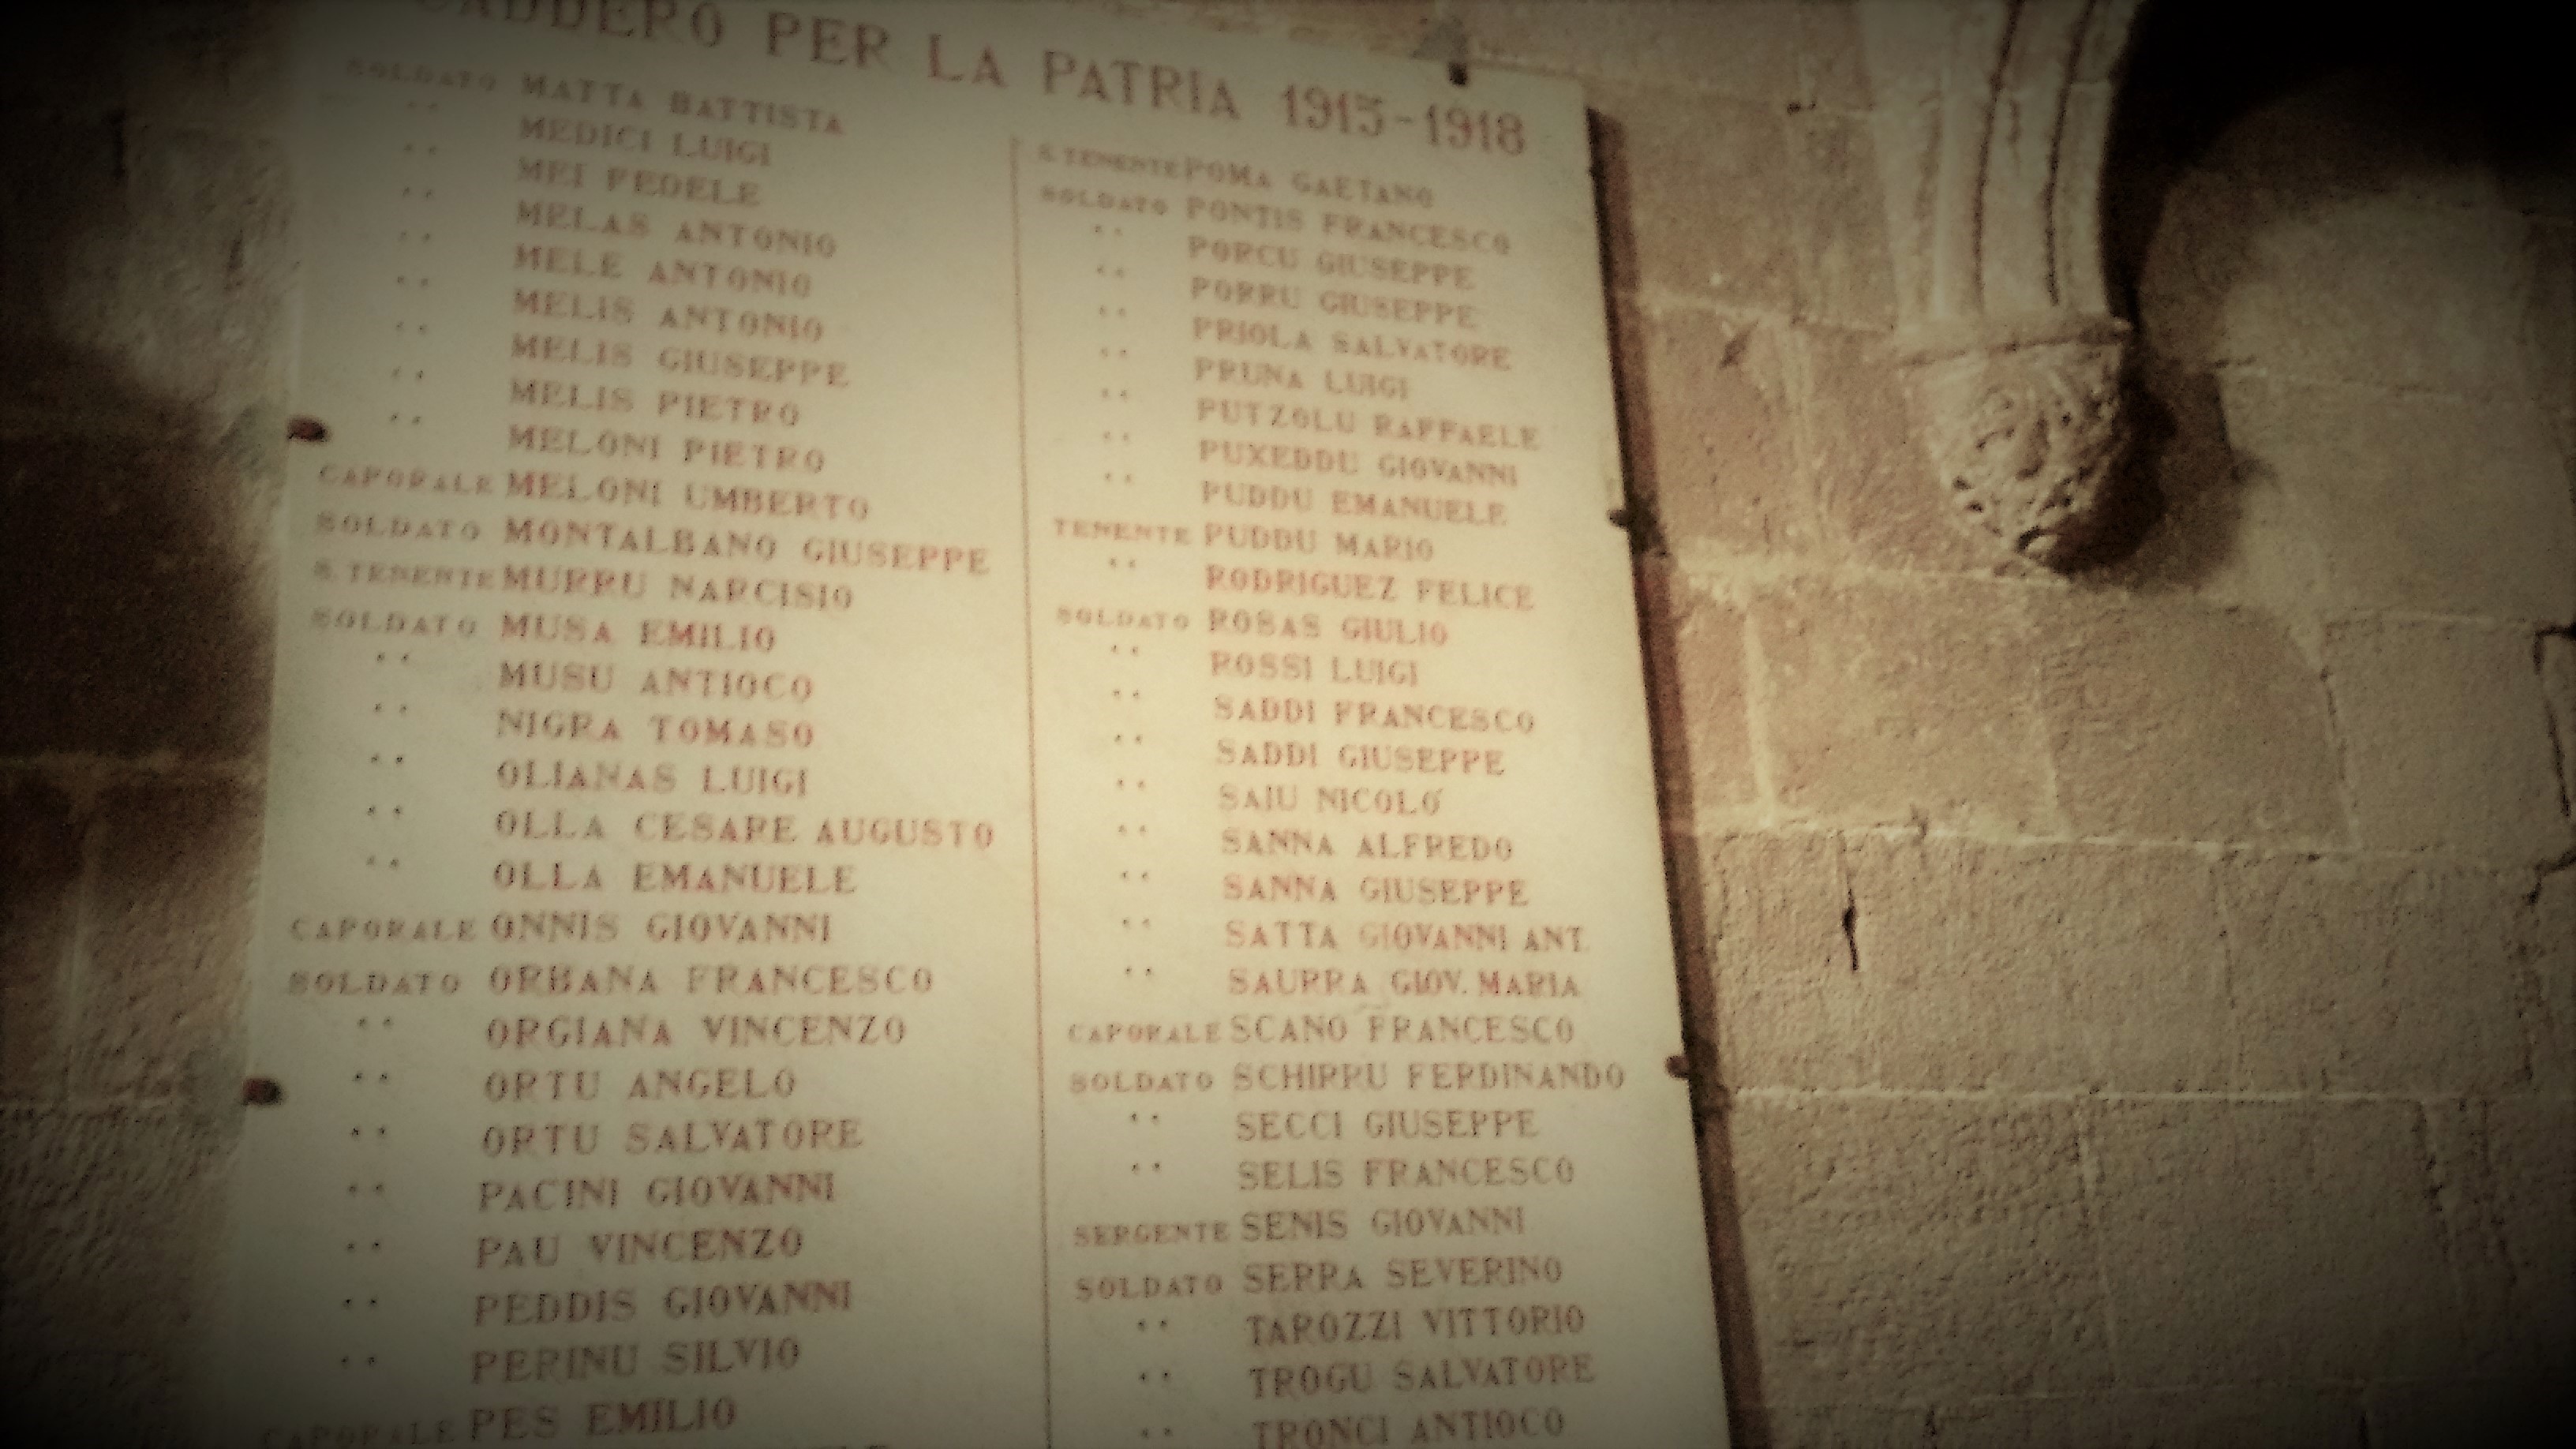 CADDERO PER LA PATRIA 1915-1918
SOLDATO MATTA BATTISTA
" MEDICI LUIGI
" MEI FEDELE
" MELAS ANTONIO
" MELE ANTONIO
" MELIS ANTONIO
" MELIS GIUSEPPE
" MELIS PIETRO
" MELONI PIETRO
CAPORALE MELONI UMBERTO
SOLDATO MONTALBANO GIUSEPPE
S. TENENTE MURRU NARCISIO
SOLDATO MUSA EMILIO
" MUSU ANTIOCO
" NIGRA TOMASO
" OLIANAS LUIGI
" OLLA CESARE AUGUSTO
" OLLA EMANUELE
CAPORALE ONNIS GIOVANNI
SOLDATO ORBANA FRANCESCO
" ORGIANA VINCENZO
" ORTU ANGELO
" ORTU SALVATORE
" PACINI GIOVANNI
" PAU VINCENZO
" PEDDIS GIOVANNI
" PERINU SILVIO
CAPORALE PES EMILIO
S. TENENTE POMA GAETANO
SOLDATO PONTIS FRANCESCO
" PORCU GIUSEPPE
" PORRU GIUSEPPE
" PRIOLA SALVATORE
" PRUNA LUIGI
" PUTZOLU RAFFAELE
" PUXEDDU GIOVANNI
" PUDDU EMANUELE
TENENTE PUDDU MARIO
" RODRIGUEZ FELICE
SOLDATO ROSAS GIULIO
" ROSSI LUIGI
" SADDI FRANCESCO
" SADDI GIUSEPPE
" SAIU NICOLÓ
" SANNA ALFREDO
" SANNA GIUSEPPE
" SATTA GIOVANNI ANT.
" SAURRA GIOV. MARIA
CAPORALE SCANO FRANCESCO
SOLDATO SCHIRRU FERDINANDO
" SECCI GIUSEPPE
" SELIS FRANCESCO
SERGENTE SENIS GIOVANNI
SOLDATO SERRA SEVERINO
" TAROZZI VITTORIO
" TROGU SALVATORE
" TRONCI ANTIOCO